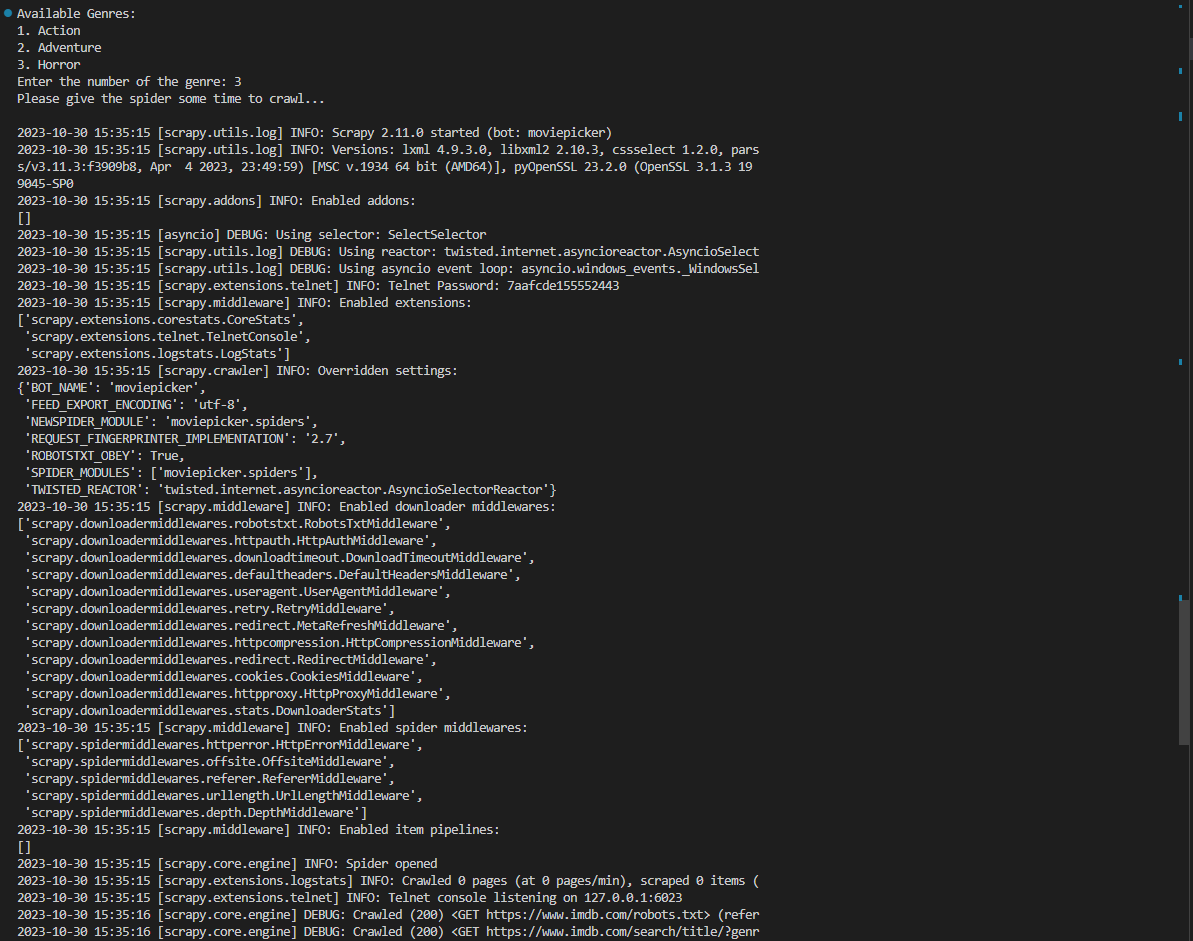 Available Genres:
1. Action
2. Adventure
3. Horror
Enter the number of the genre: 3
Please give the spider some time to crawl...
2023-10-30 15:35:15 [scrapy.utils.log] INFO: Scrapy 2.11.0 started (bot: moviepicker)
2023-10-30 15:35:15 [scrapy.utils.log] INFO: Versions: lxml 4.9.3.0, libxml2 2.10.3, cssselect 1.2.0, pars
s/v3.11.3:f3909b8, Apr  4 2023, 23:49:59) [MSC v.1934 64 bit (AMD64)], pyOpenSSL 23.2.0 (OpenSSL 3.1.3 19
9045-SP0
2023-10-30 15:35:15 [scrapy.addons] INFO: Enabled addons:
[]
2023-10-30 15:35:15 [asyncio] DEBUG: Using selector: SelectSelector
2023-10-30 15:35:15 [scrapy.utils.log] DEBUG: Using reactor: twisted.internet.asyncioreactor.AsyncioSelect
2023-10-30 15:35:15 [scrapy.utils.log] DEBUG: Using asyncio event loop: asyncio.windows_events._WindowsSel
2023-10-30 15:35:15 [scrapy.extensions.telnet] INFO: Telnet Password: 7aafcde155552443
2023-10-30 15:35:15 [scrapy.middleware] INFO: Enabled extensions:
['scrapy.extensions.corestats.CoreStats',
 'scrapy.extensions.telnet.TelnetConsole',
 'scrapy.extensions.logstats.LogStats']
2023-10-30 15:35:15 [scrapy.crawler] INFO: Overridden settings:
{'BOT_NAME': 'moviepicker',
 'FEED_EXPORT_ENCODING': 'utf-8',
 'NEWSPIDER_MODULE': 'moviepicker.spiders',
 'REQUEST_FINGERPRINTER_IMPLEMENTATION': '2.7',
 'ROBOTSTXT_OBEY': True,
 'SPIDER_MODULES': ['moviepicker.spiders'],
 'TWISTED_REACTOR': 'twisted.internet.asyncioreactor.AsyncioSelectorReactor'}
2023-10-30 15:35:15 [scrapy.middleware] INFO: Enabled downloader middlewares:
['scrapy.downloadermiddlewares.robotstxt.RobotsTxtMiddleware',
 'scrapy.downloadermiddlewares.httpauth.HttpAuthMiddleware',
 'scrapy.downloadermiddlewares.downloadtimeout.DownloadTimeoutMiddleware',
 'scrapy.downloadermiddlewares.defaultheaders.DefaultHeadersMiddleware',
 'scrapy.downloadermiddlewares.useragent.UserAgentMiddleware',
 'scrapy.downloadermiddlewares.retry.RetryMiddleware',
 'scrapy.downloadermiddlewares.redirect.MetaRefreshMiddleware',
 'scrapy.downloadermiddlewares.httpcompression.HttpCompressionMiddleware',
 'scrapy.downloadermiddlewares.redirect.RedirectMiddleware',
 'scrapy.downloadermiddlewares.cookies.CookiesMiddleware',
 'scrapy.downloadermiddlewares.httpproxy.HttpProxyMiddleware',
 'scrapy.downloadermiddlewares.stats.DownloaderStats']
2023-10-30 15:35:15 [scrapy.middleware] INFO: Enabled spider middlewares:
['scrapy.spidermiddlewares.httperror.HttpErrorMiddleware',
 'scrapy.spidermiddlewares.offsite.OffsiteMiddleware',
 'scrapy.spidermiddlewares.referer.RefererMiddleware',
 'scrapy.spidermiddlewares.urllength.UrlLengthMiddleware',
 'scrapy.spidermiddlewares.depth.DepthMiddleware']
2023-10-30 15:35:15 [scrapy.middleware] INFO: Enabled item pipelines:
[]
2023-10-30 15:35:15 [scrapy.core.engine] INFO: Spider opened
2023-10-30 15:35:15 [scrapy.extensions.logstats] INFO: Crawled 0 pages (at 0 pages/min), scraped 0 items (
2023-10-30 15:35:15 [scrapy.extensions.telnet] INFO: Telnet console listening on 127.0.0.1:6023
2023-10-30 15:35:16 [scrapy.core.engine] DEBUG: Crawled (200) <GET https://www.imdb.com/robots.txt> (refer
2023-10-30 15:35:16 [scrapy.core.engine] DEBUG: Crawled (200) <GET https://www.imdb.com/search/title/?genr